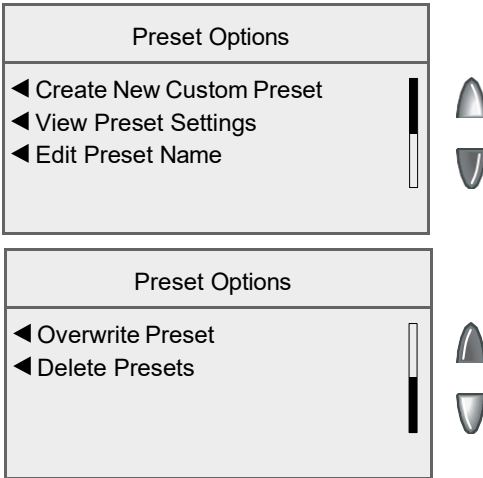 Preset Options
Create New Custom Preset
View Preset Settings
Edit Preset Name
Preset Options
Overwrite Preset
Delete Presets